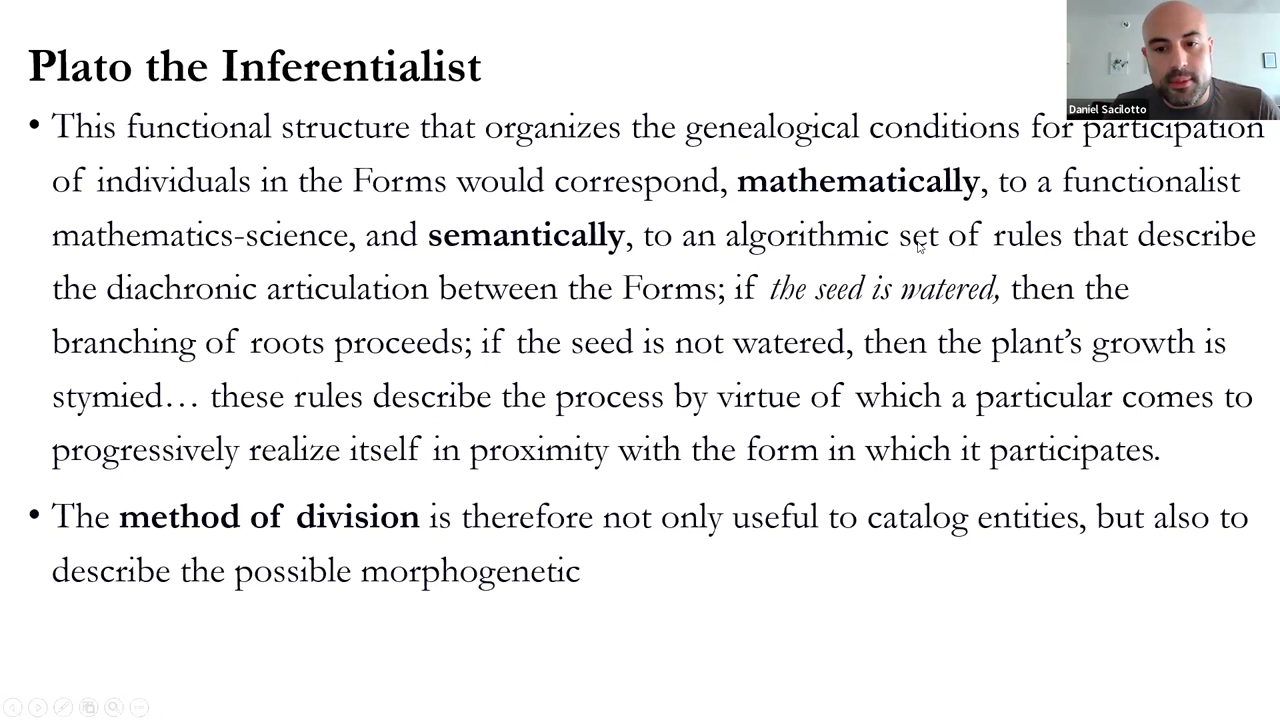 Plato the Inferentialist
Daniel Sacilotto
• This functional structure that organizes the genealogical conditions for participation
of individuals in the Forms would correspond, mathematically, to a functionalist
mathematics-science, and semantically, to an algorithmic set of rules that describe
the diachronic articulation between the Forms; if the seed is watered, then the
branching of roots proceeds; if the seed is not watered, then the plant’s growth is
stymied… these rules describe the process by virtue of which a particular comes to
progressively realize itself in proximity with the form in which it participates.
• The method of division is therefore not only useful to catalog entities, but also to
describe the possible morphogenetic